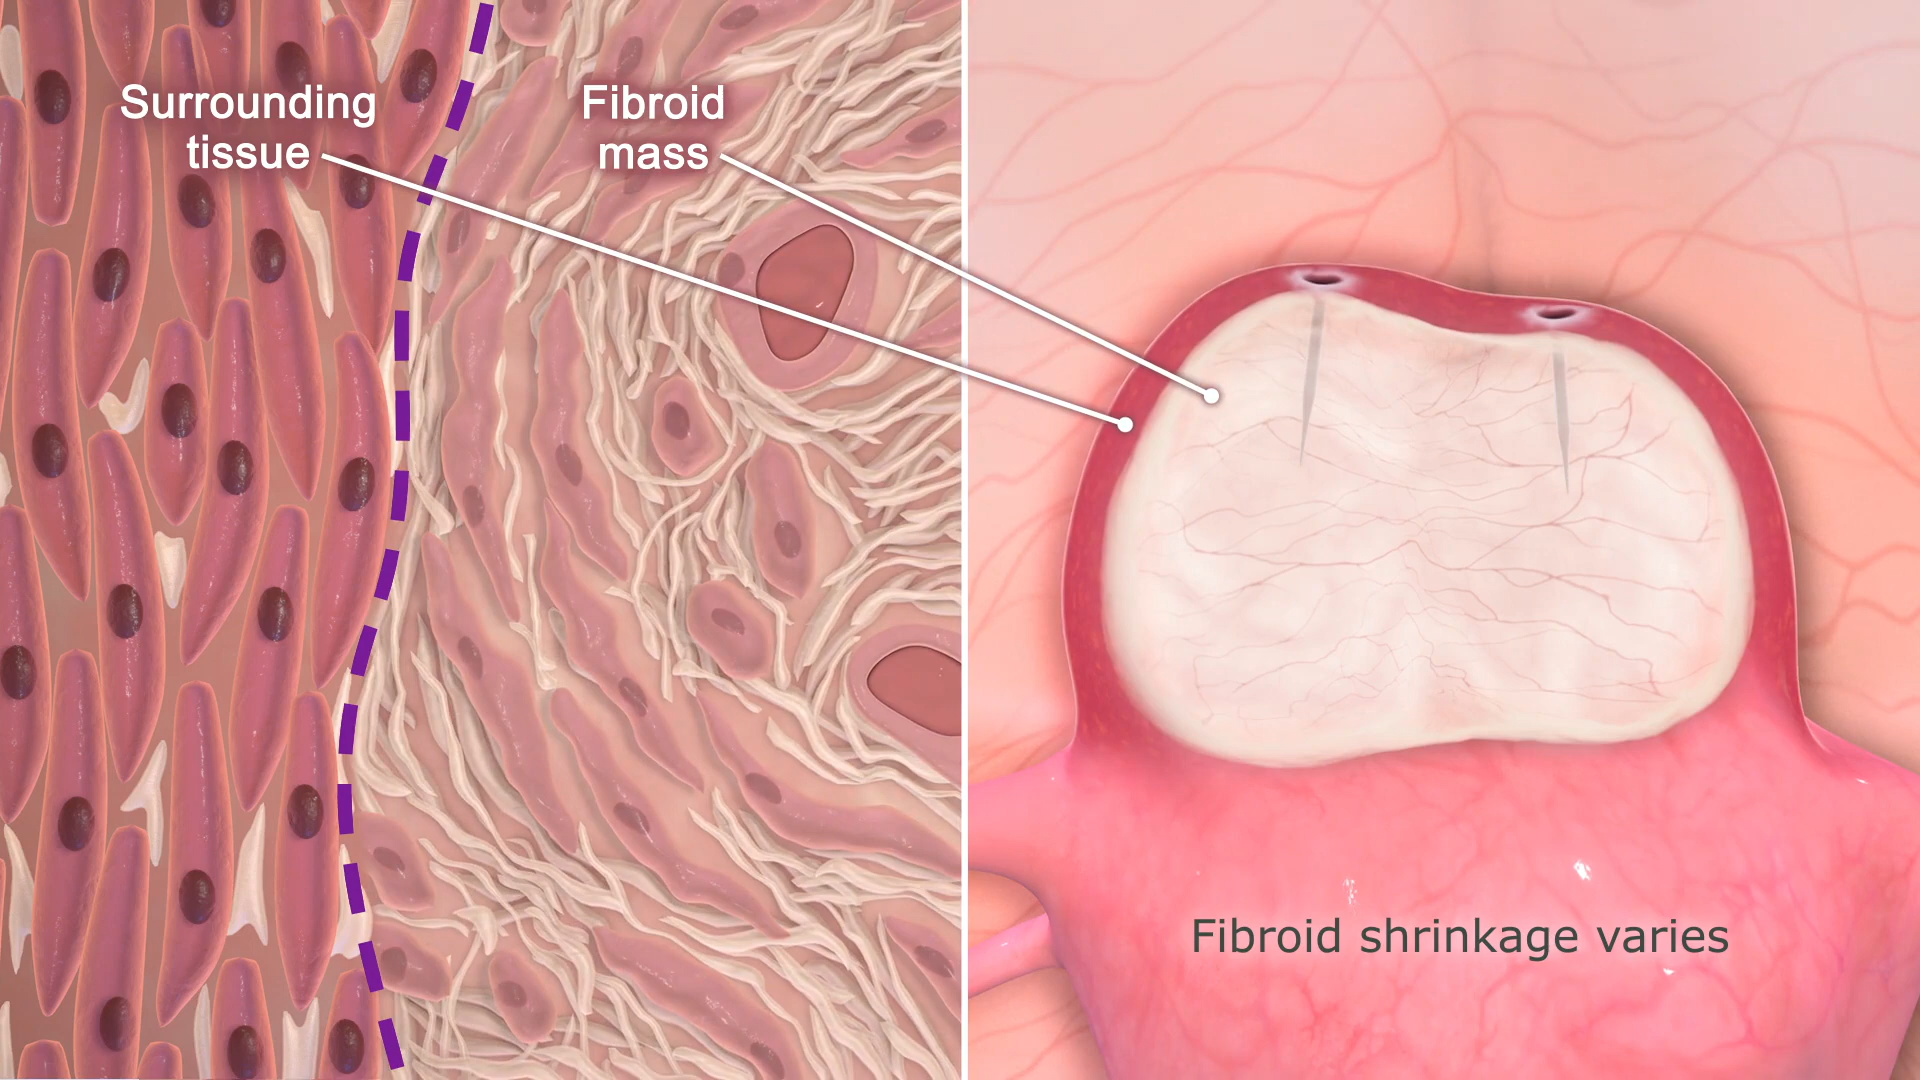 Surrounding
tissue
Fibroid
mass
Fibroid shrinkage varies